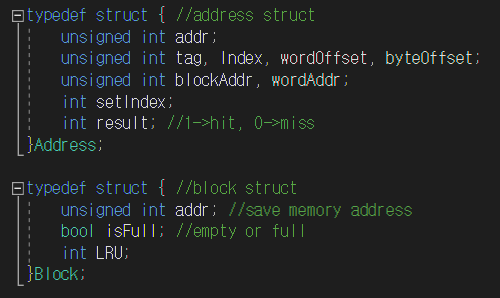 typedef struct { //address struct
unsigned int addr;
unsigned int tag, Index, wordOffset, byteOffset;
unsigned int blockAddr, wordAddr;
int setIndex;
int result; //1->hit, 0->miss
}Address;
typedef struct { //block struct
unsigned int addr; //save memory address
bool isFull; //empty or full
int LRU;
}Block;